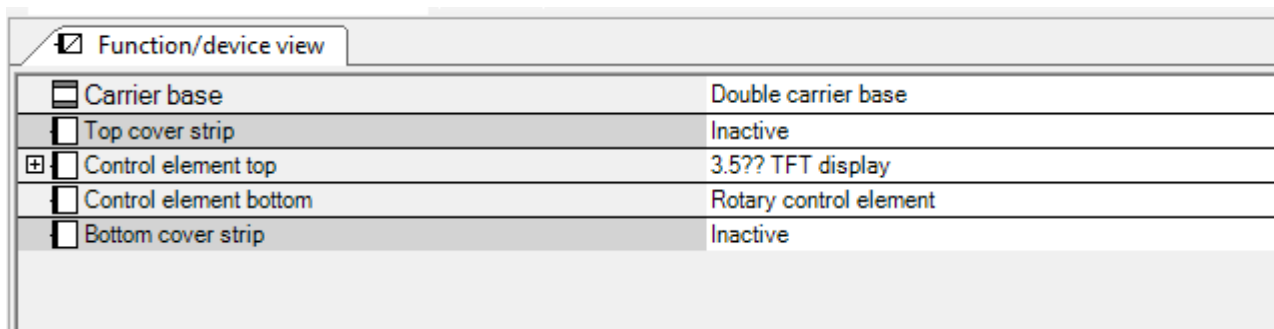 Function/device view
Carrier base Double carrier base
Top cover strip Inactive
Control element top 3.5?? TFT display
Control element bottom Rotary control element
Bottom cover strip Inactive